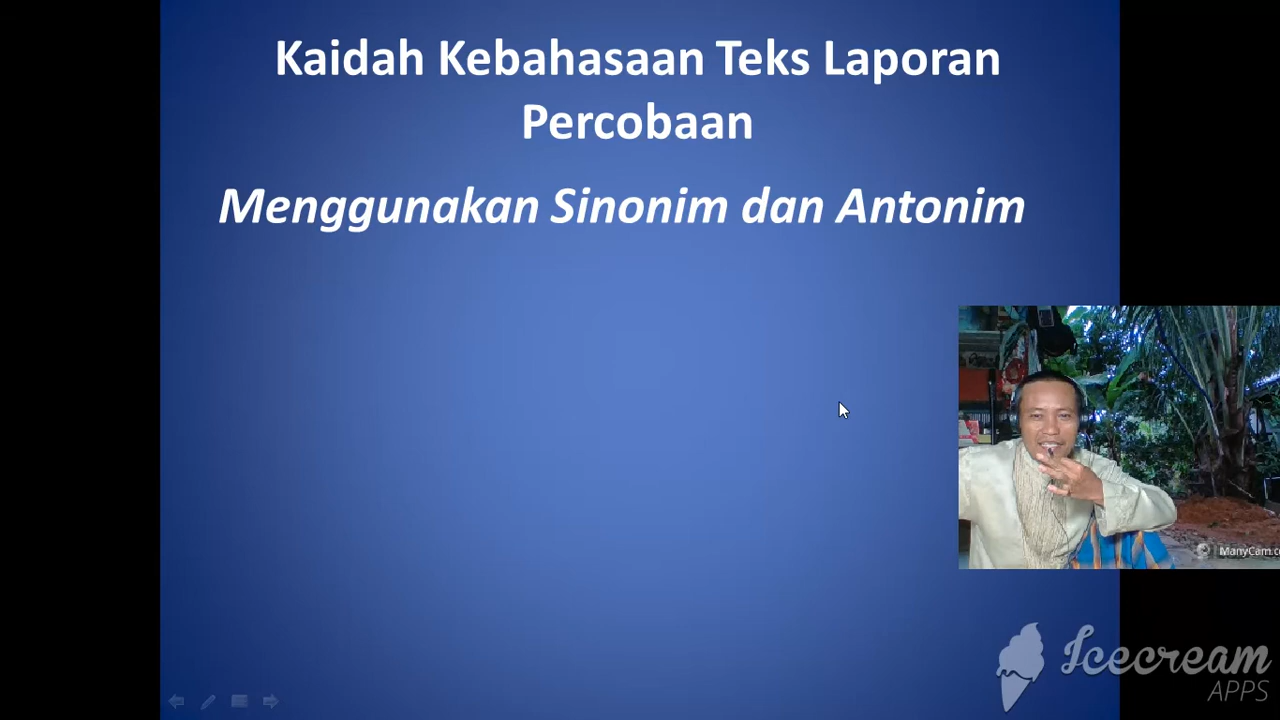 Kaidah Kebahasaan Teks Laporan
Percobaan
Menggunakan Sinonim dan Antonim
ManyCam.c
Icecream
APPS